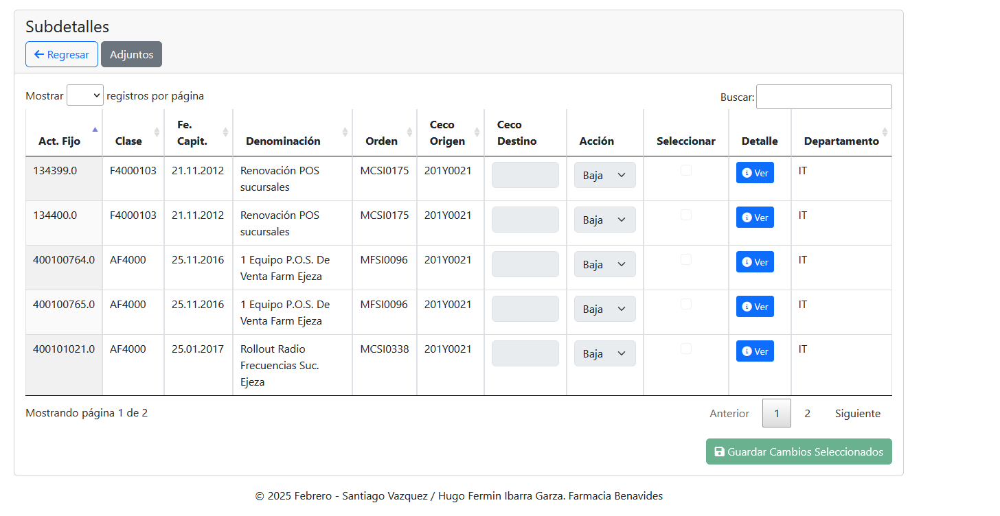 Subdetalles
Regresar Adjuntos
Mostrar registros por página Buscar:
Act. Fijo Clase Fe. Capit. Denominación Orden Ceco Origen Ceco Destino Acción Seleccionar Detalle Departamento
134399.0 F4000103 21.11.2012 Renovación POS MCSI0175 201Y0021 Baja Ver IT
sucursales
134400.0 F4000103 21.11.2012 Renovación POS MCSI0175 201Y0021 Baja Ver IT
sucursales
400100764.0 AF4000 25.11.2016 1 Equipo P.O.S. De MFSI0096 201Y0021 Baja Ver IT
Venta Farm Ejeza
400100765.0 AF4000 25.11.2016 1 Equipo P.O.S. De MFSI0096 201Y0021 Baja Ver IT
Venta Farm Ejeza
400101021.0 AF4000 25.01.2017 Rollout Radio MCSI0338 201Y0021 Baja Ver IT
Frecuencias Suc.
Ejeza
Mostrando página 1 de 2 Anterior 1 2 Siguiente
Guardar Cambios Seleccionados
© 2025 Febrero - Santiago Vazquez / Hugo Fermin Ibarra Garza. Farmacia Benavides